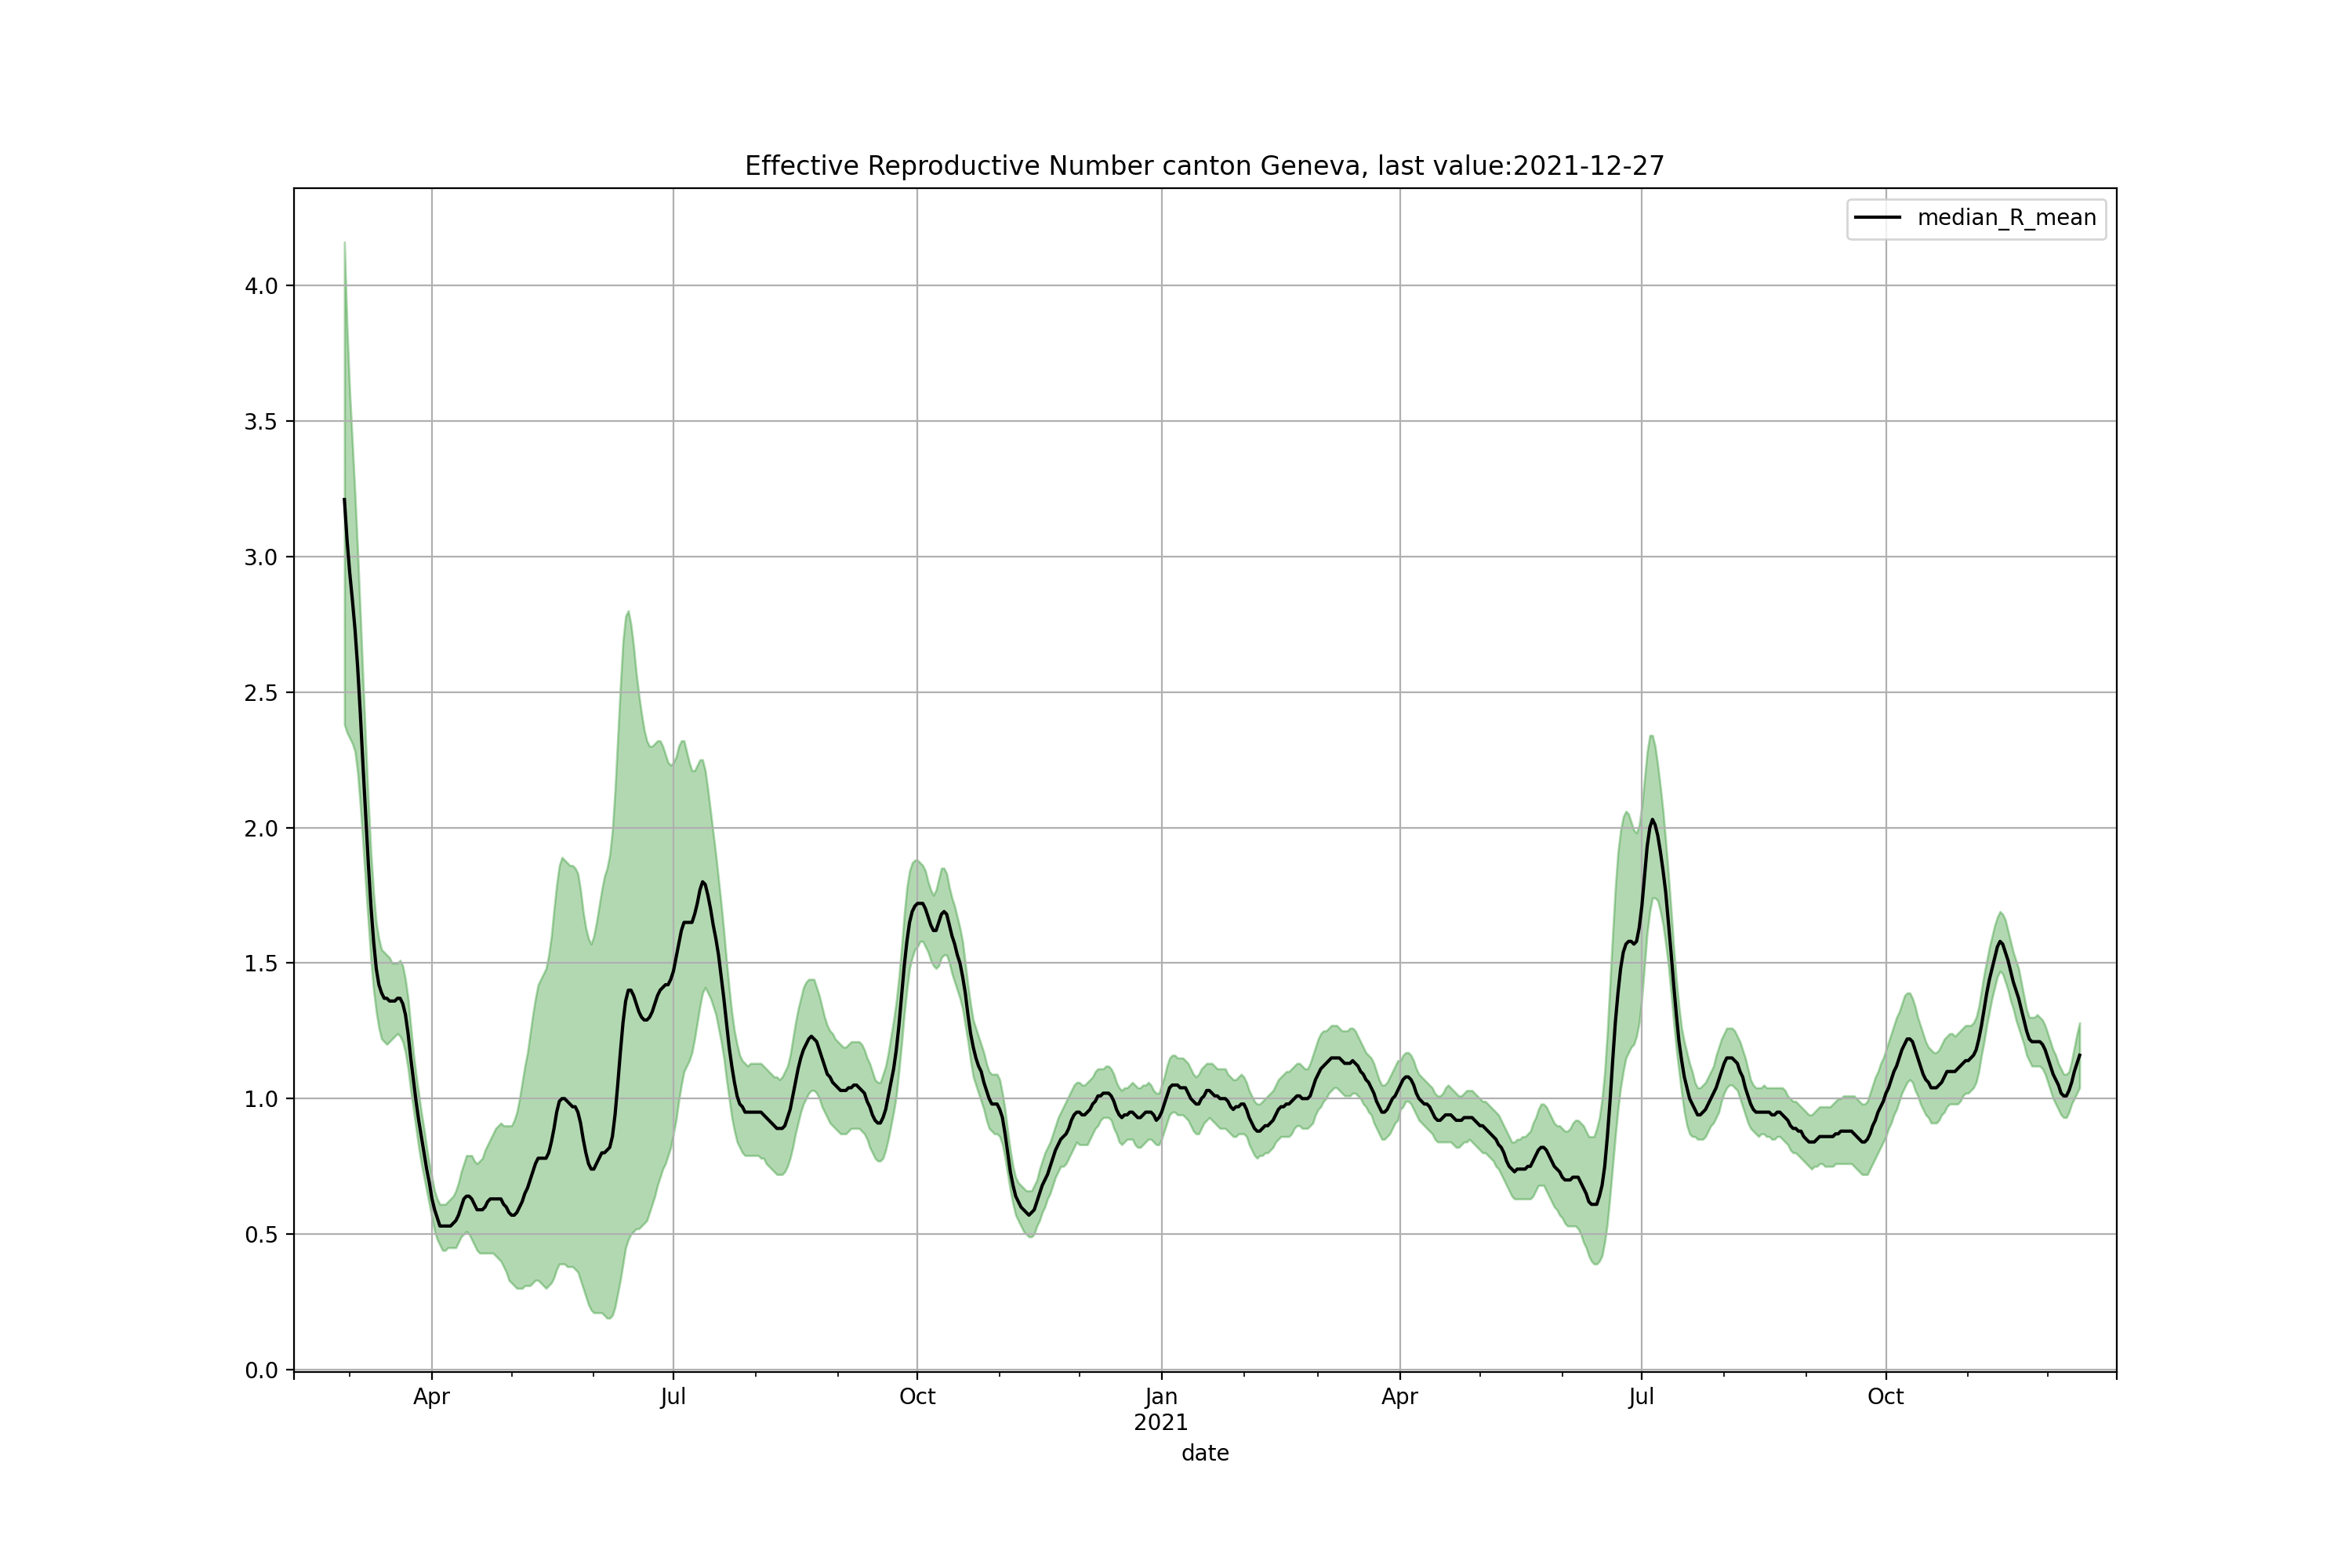 Effective Reproductive Number canton Geneva, last value:2021-12-27
median_R_mean
4.0
3.5
3.0
2.5
2.0
1.5
1.0
0.5
0.0
Apr Jul Oct Jan Apr Jul Oct
2021
date